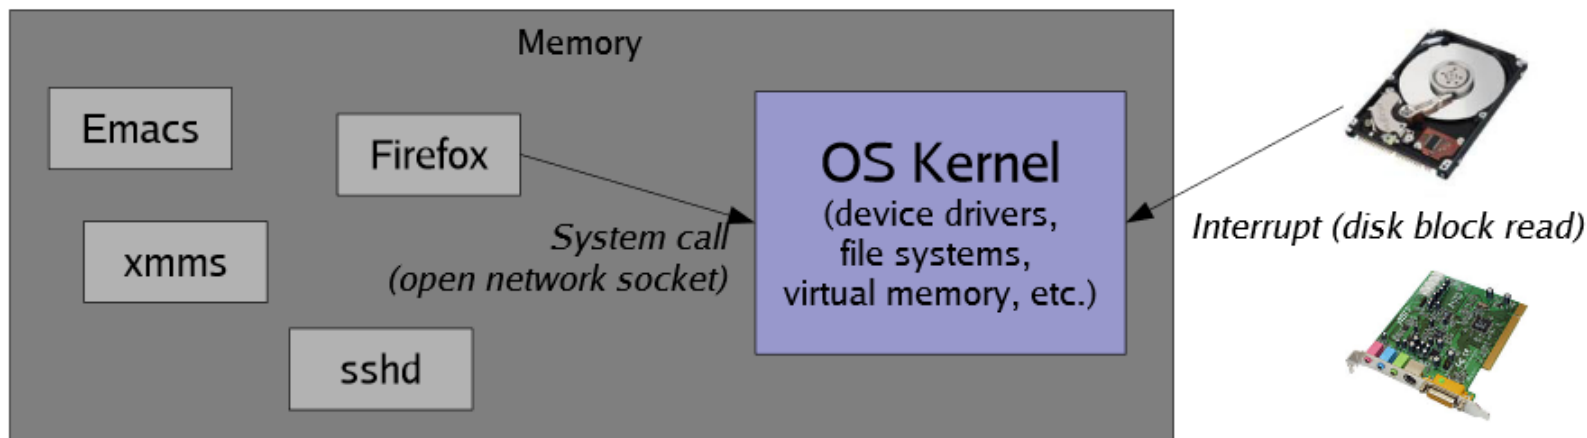 Memory
Emacs
Firefox
xmms
sshd
System call
(open network socket)
OS Kernel
(device drivers,
file systems,
virtual memory, etc.)
Interrupt (disk block read)